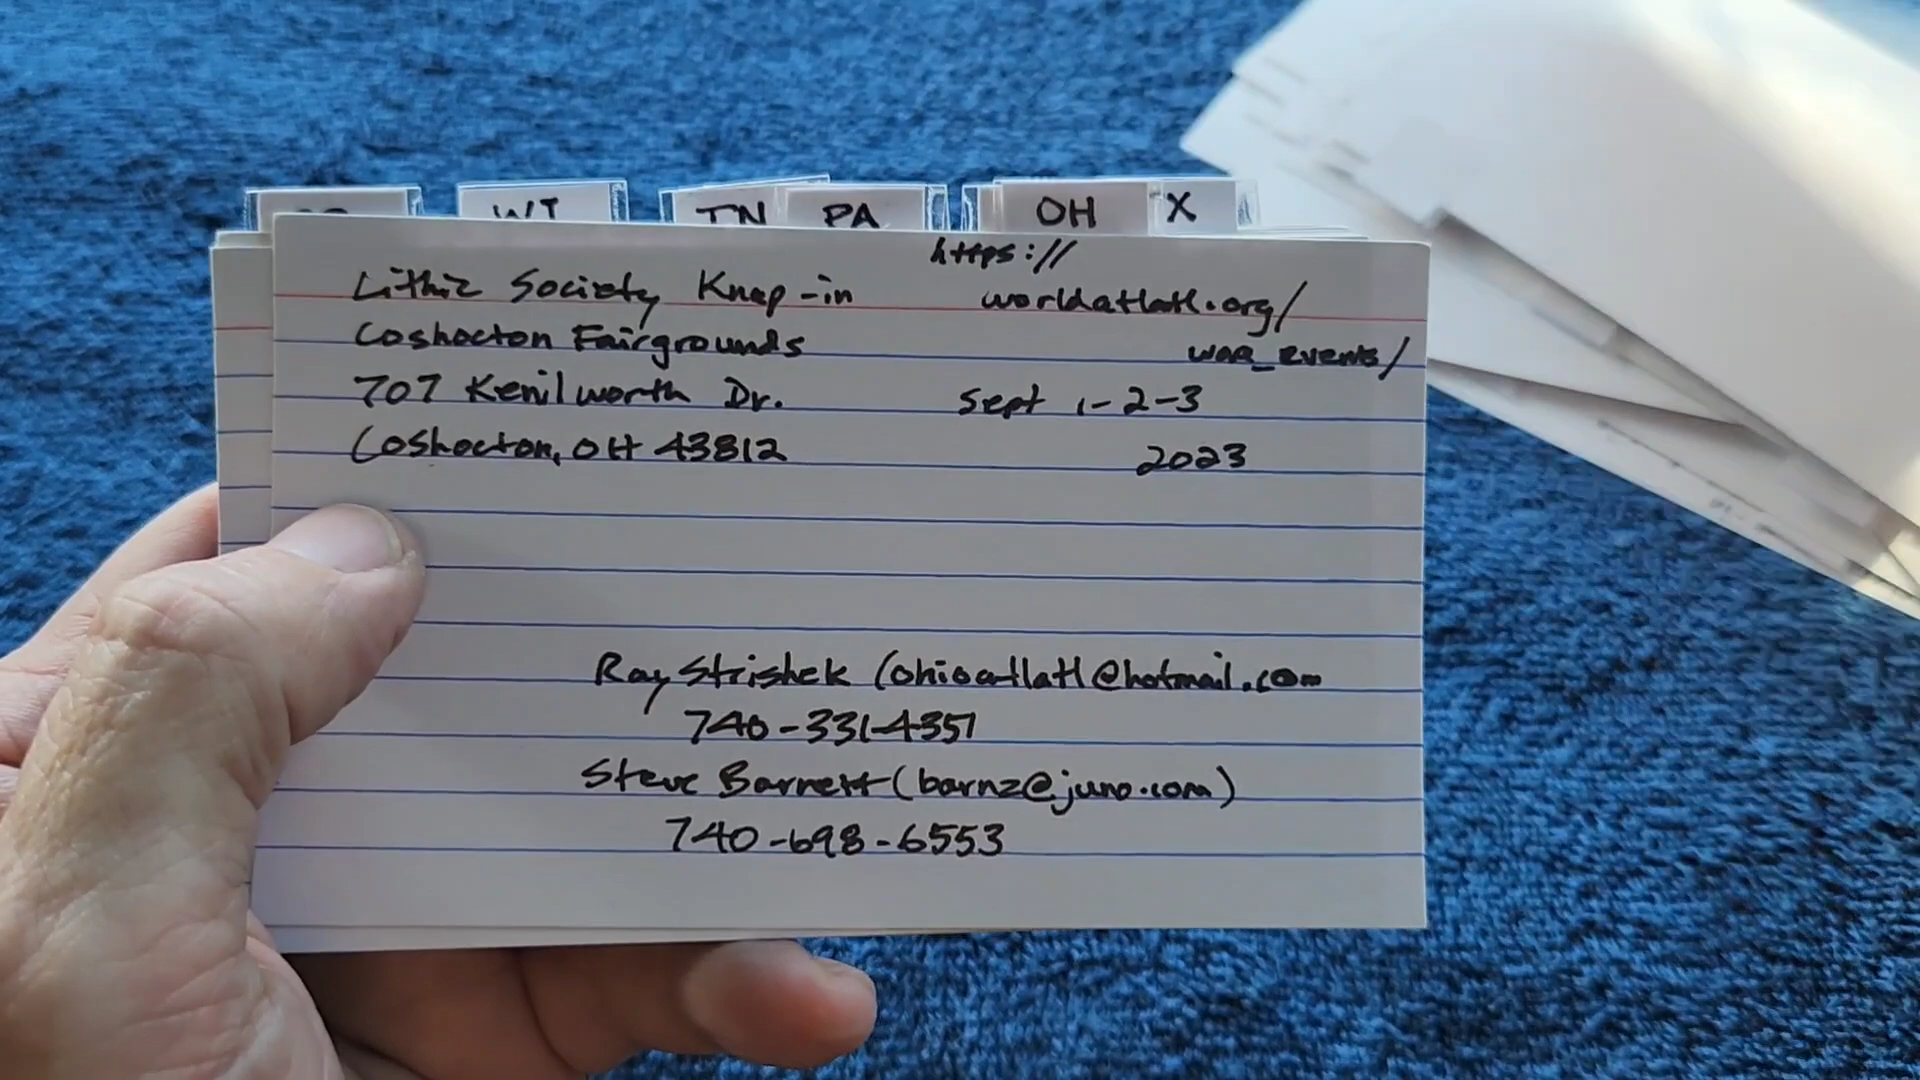 WI TN PA OH X
https://
Lithic Society Knap-in worldatlatl.org/
Coshocton Fairgrounds waa_events/
707 Kenilworth Dr. Sept 1-2-3
Coshocton, OH 43812 2023
Ray Strishek (ohioatlatl@hotmail.com
740-331-4351
Steve Barnett (barnz@juno.com)
740-698-6553